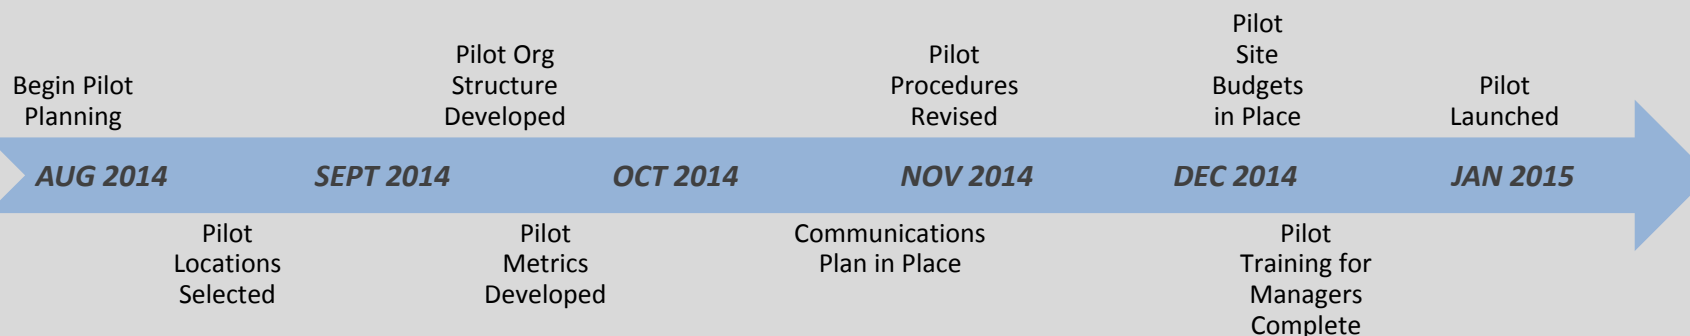 Begin Pilot
Planning
Pilot Org
Structure
Developed
Pilot
Procedures
Revised
Pilot
Site
Budgets
in Place
Pilot
Launched
AUG 2014
SEPT 2014
OCT 2014
NOV 2014
DEC 2014
JAN 2015
Pilot
Locations
Selected
Pilot
Metrics
Developed
Communications
Plan in Place
Pilot
Training for
Managers
Complete